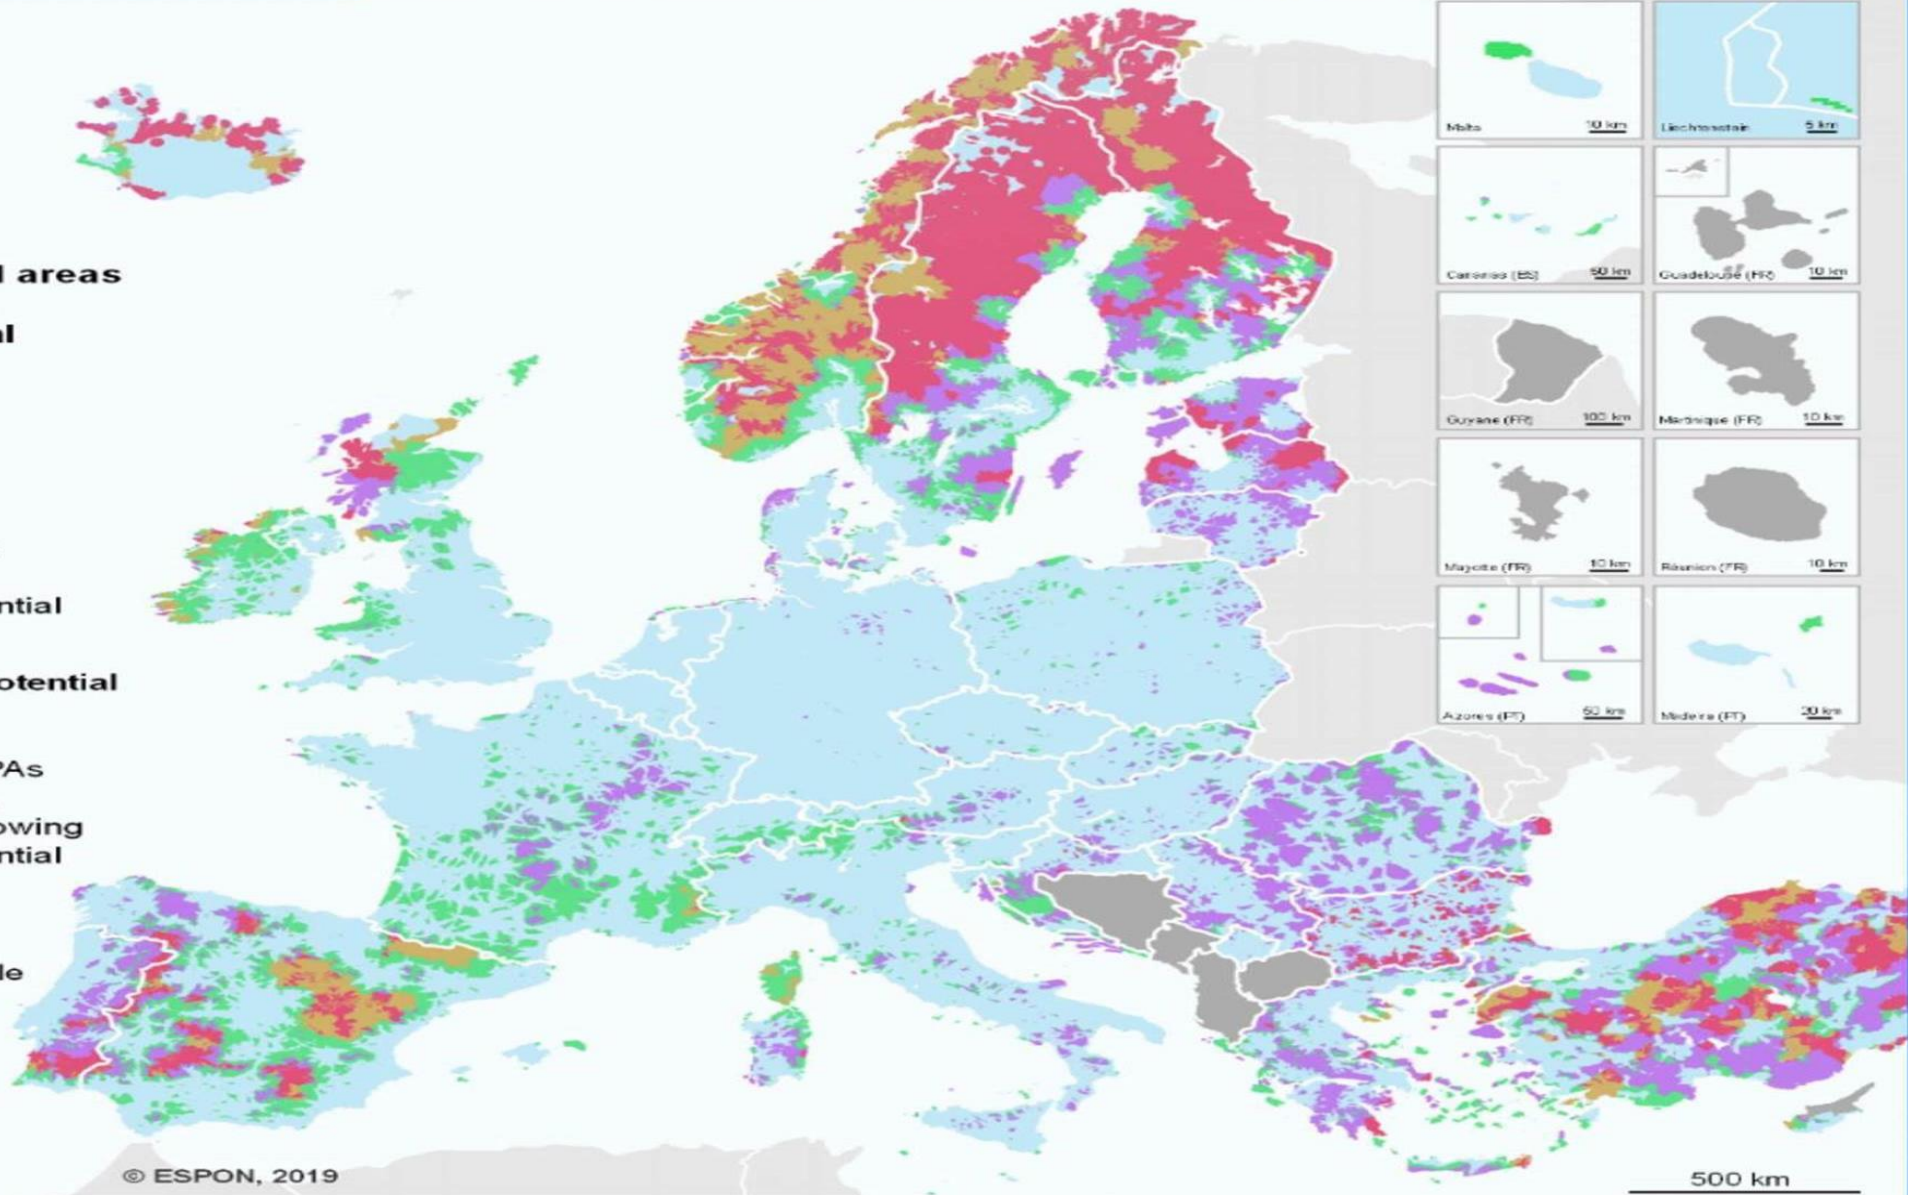 l areas
al
ntial
otential
PAs
owing
ntial
le
© ESPON, 2019
500 km
Malta 10 km
Liechtenstein 5 km
Canarias (ES) 50 km
Guadeloupe (FR) 10 km
Guyane (FR) 100 km
Martinique (FR) 10 km
Mayotte (FR) 10 km
Réunion (FR) 10 km
Azores (PT) 50 km
Madeira (PT) 20 km